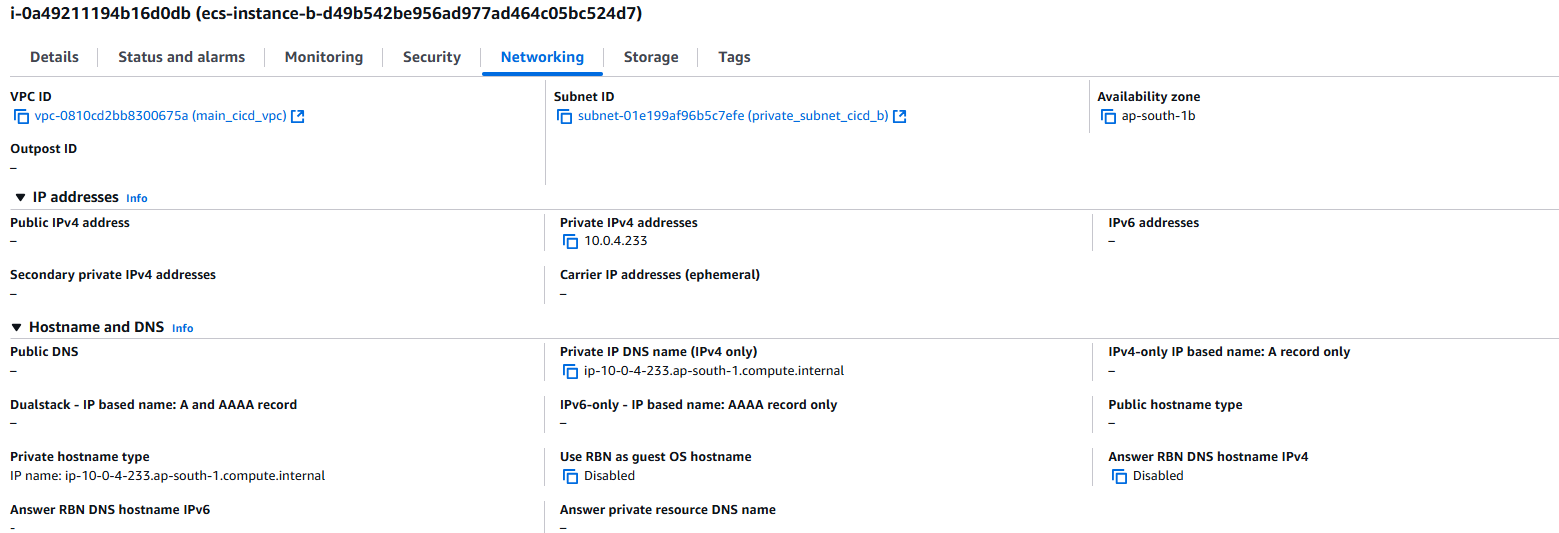 i-0a49211194b16d0db (ecs-instance-b-d49b542be956ad977ad464c05bc524d7)
Details Status and alarms Monitoring Security Networking Storage Tags
VPC ID
vpc-0810cd2bb8300675a (main_cicd_vpc)
Subnet ID
subnet-01e199af96b5c7efe (private_subnet_cicd_b)
Availability zone
ap-south-1b
Outpost ID
–
IP addresses Info
Public IPv4 address
–
Private IPv4 addresses
10.0.4.233
IPv6 addresses
–
Secondary private IPv4 addresses
–
Carrier IP addresses (ephemeral)
–
Hostname and DNS Info
Public DNS
–
Private IP DNS name (IPv4 only)
ip-10-0-4-233.ap-south-1.compute.internal
IPv4-only IP based name: A record only
–
Dualstack - IP based name: A and AAAA record
–
IPv6-only - IP based name: AAAA record only
–
Public hostname type
–
Private hostname type
IP name: ip-10-0-4-233.ap-south-1.compute.internal
Use RBN as guest OS hostname
Disabled
Answer RBN DNS hostname IPv4
Disabled
Answer RBN DNS hostname IPv6
-
Answer private resource DNS name
–